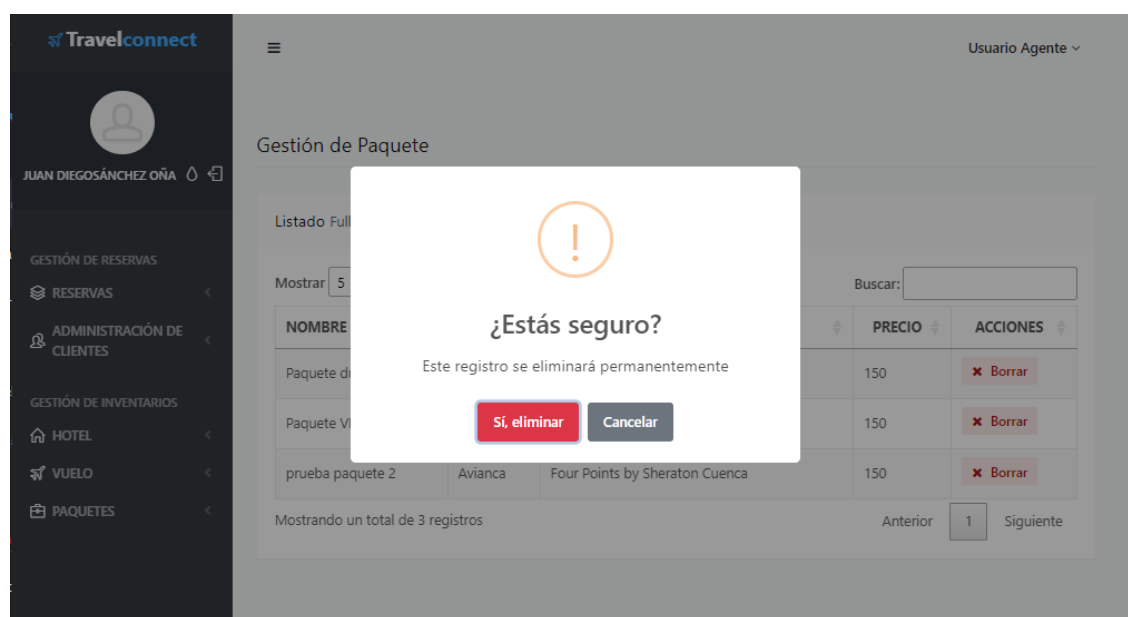 Travelconnect
Usuario Agente
JUAN DIEGOSÁNCHEZ OÑA
GESTIÓN DE RESERVAS
RESERVAS
ADMINISTRACIÓN DE
CLIENTES
GESTIÓN DE INVENTARIOS
HOTEL
VUELO
PAQUETES
Gestión de Paquete
Listado Full
Mostrar 5
Buscar:
NOMBRE PRECIO ACCIONES
Paquete 150 Borrar
Paquete 150 Borrar
prueba paquete 2 Avianca Four Points by Sheraton Cuenca 150 Borrar
Mostrando un total de 3 registros
Anterior 1 Siguiente
!
¿Estás seguro?
Este registro se eliminará permanentemente
Sí, eliminar Cancelar